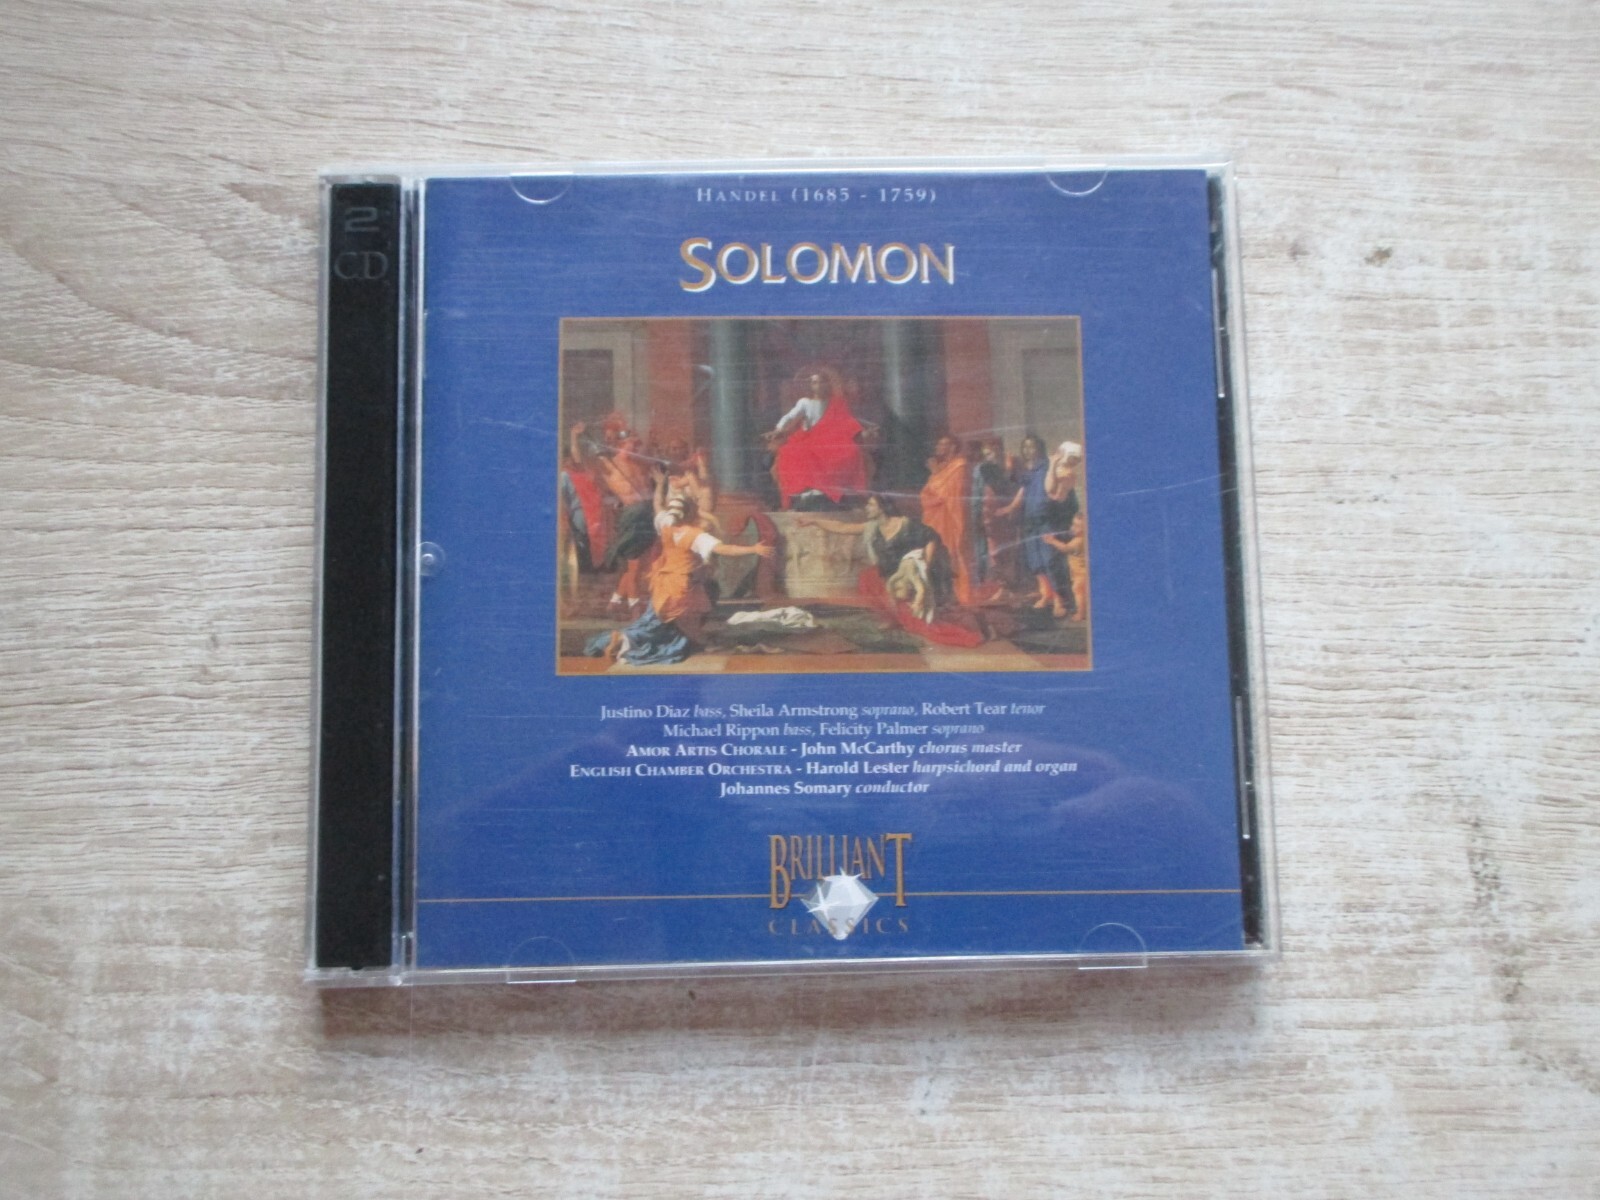 2
CD
HANDEL (1685 - 1759)
SOLOMON
Justino Diaz bass, Sheila Armstrong soprano, Robert Tear tenor
Michael Rippon bass, Felicity Palmer soprano
AMOR ARTIS CHORALE - John McCarthy chorus master
ENGLISH CHAMBER ORCHESTRA - Harold Lester harpsichord and organ
Johannes Somary conductor
BRILLIANT
CLASSICS